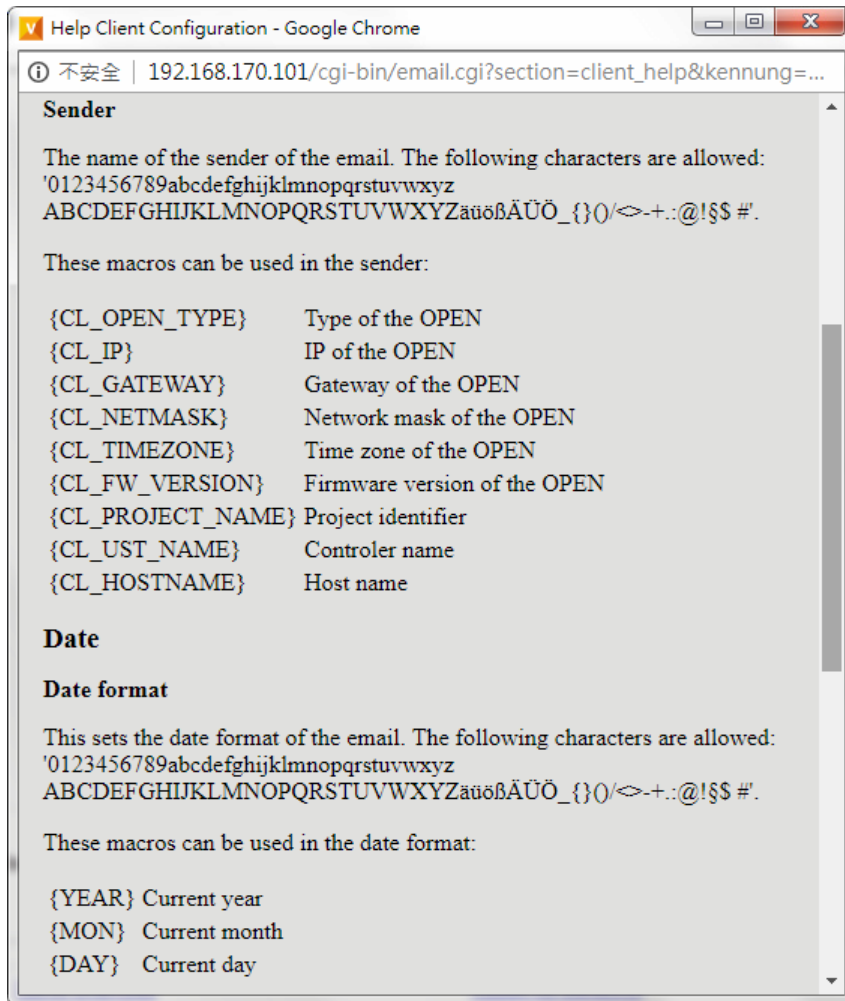 Help Client Configuration - Google Chrome
不安全 | 192.168.170.101/cgi-bin/email.cgi?section=client_help&kennung=...
Sender
The name of the sender of the email. The following characters are allowed:
'0123456789abcdefghijklmnopqrstuvwxyz
ABCDEFGHIJKLMNOPQRSTUVWXYZäüößÄÜÖ_{}()/<>-+.:@!§$ #'.
These macros can be used in the sender:
{CL_OPEN_TYPE} Type of the OPEN
{CL_IP} IP of the OPEN
{CL_GATEWAY} Gateway of the OPEN
{CL_NETMASK} Network mask of the OPEN
{CL_TIMEZONE} Time zone of the OPEN
{CL_FW_VERSION} Firmware version of the OPEN
{CL_PROJECT_NAME} Project identifier
{CL_UST_NAME} Controler name
{CL_HOSTNAME} Host name
Date
Date format
This sets the date format of the email. The following characters are allowed:
'0123456789abcdefghijklmnopqrstuvwxyz
ABCDEFGHIJKLMNOPQRSTUVWXYZäüößÄÜÖ_{}()/<>-+.:@!§$ #'.
These macros can be used in the date format:
{YEAR} Current year
{MON} Current month
{DAY} Current day